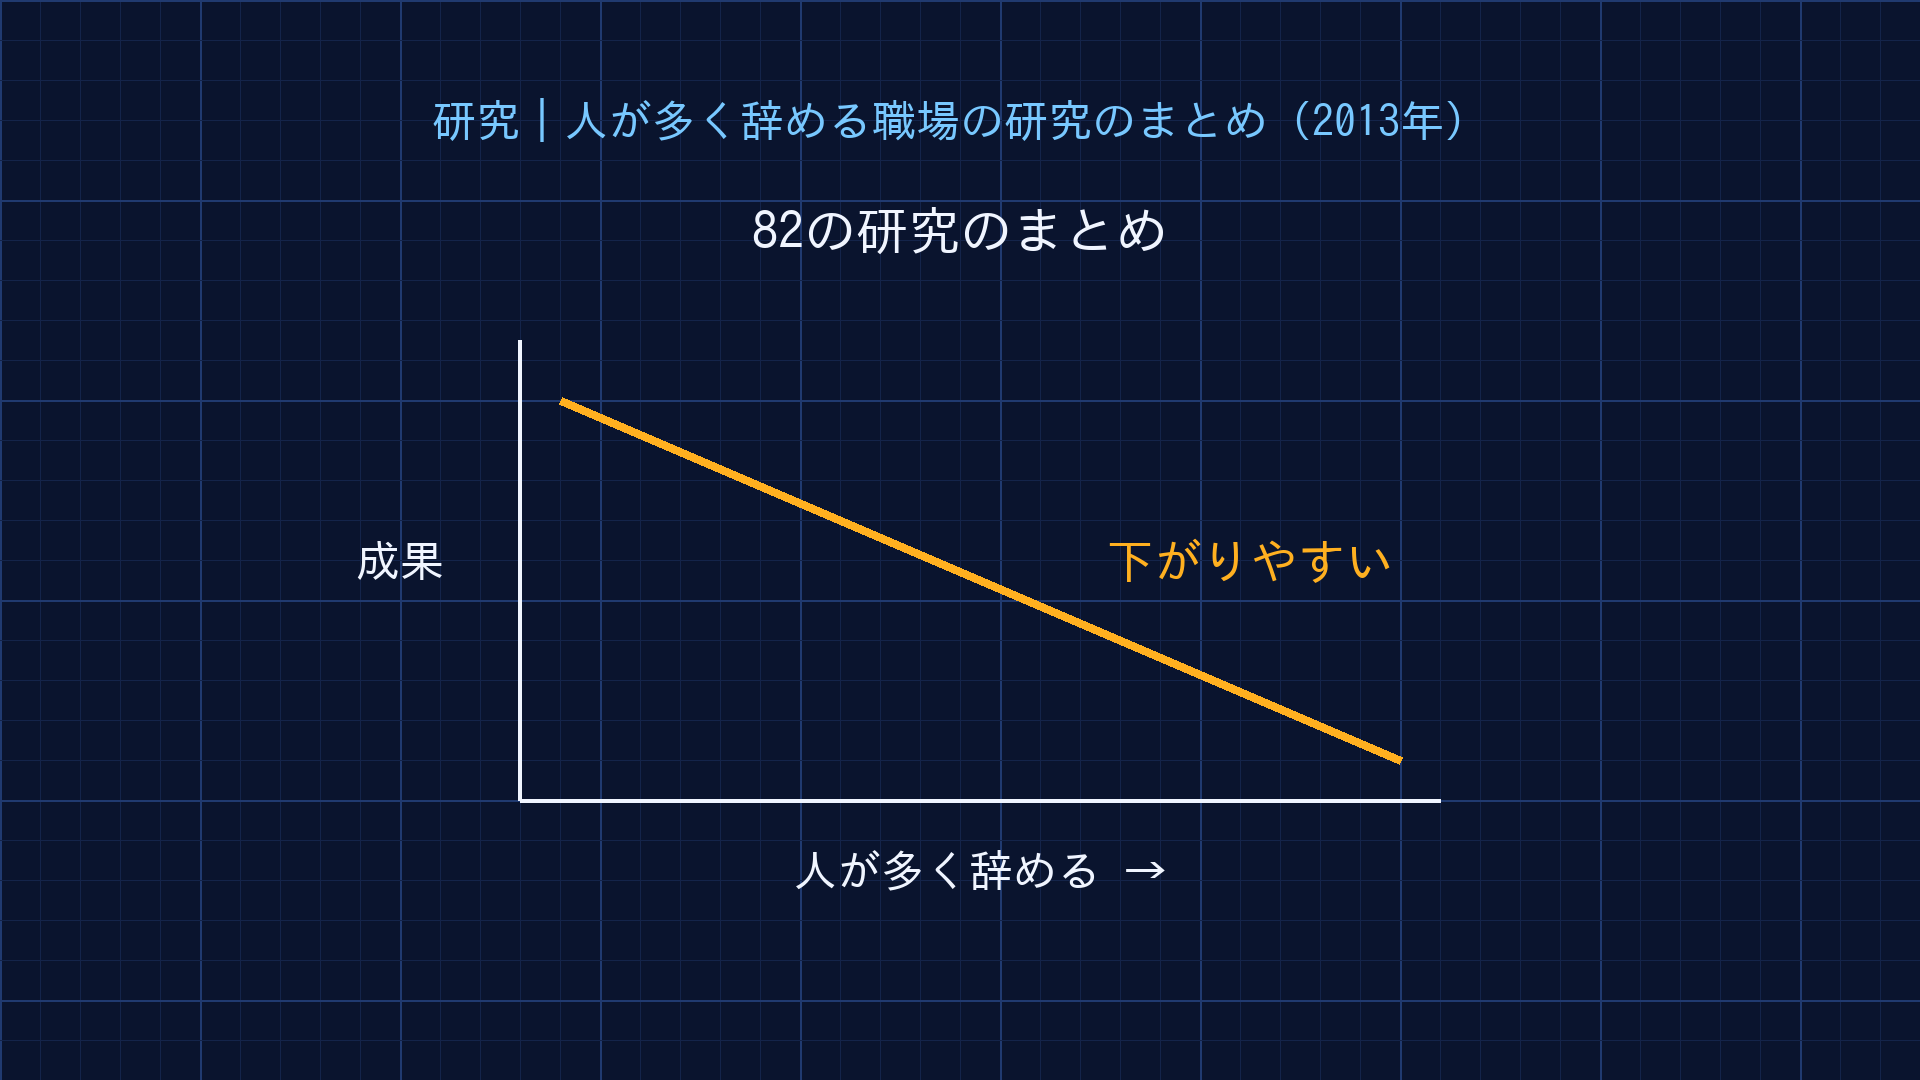 研究｜人が多く辞める職場の研究のまとめ（2013年）
82の研究のまとめ
成果
下がりやすい
人が多く辞める →